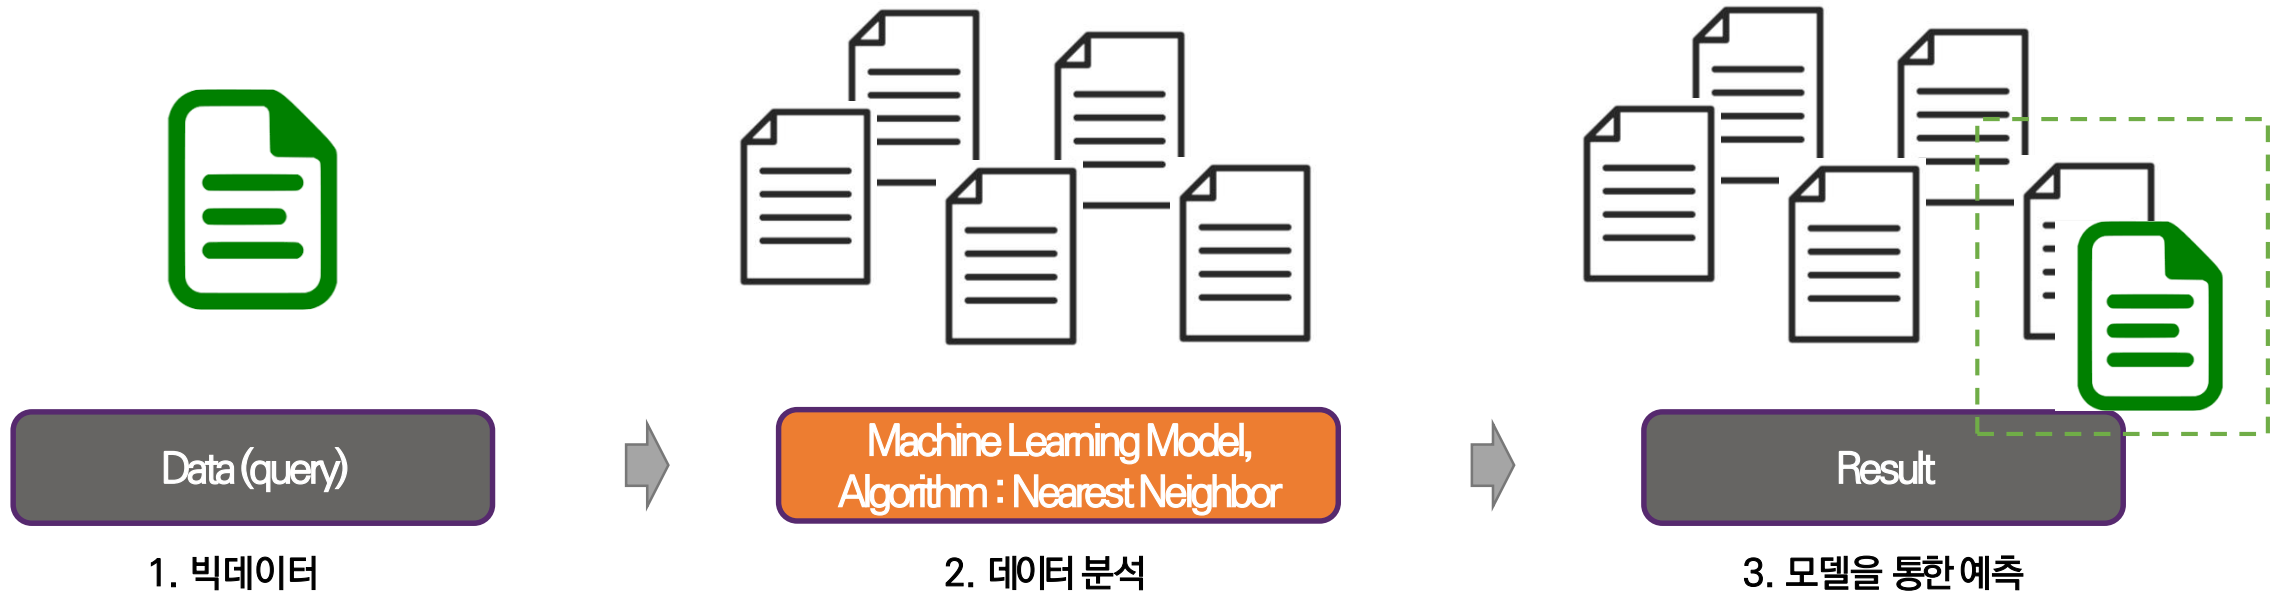 Data (query)
Machine Learning Model,
Algorithm : Nearest Neighbor
Result
1. 빅데이터
2. 데이터 분석
3. 모델을 통한 예측